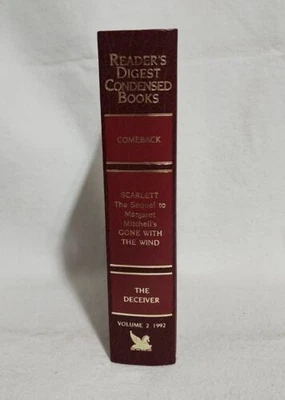 READER'S
DIGEST
CONDENSED
BOOKS
COMEBACK
SCARLETT
The Sequel to
Margaret
Mitchell's
GONE WITH
THE WIND
THE
DECEIVER
VOLUME 2 1992